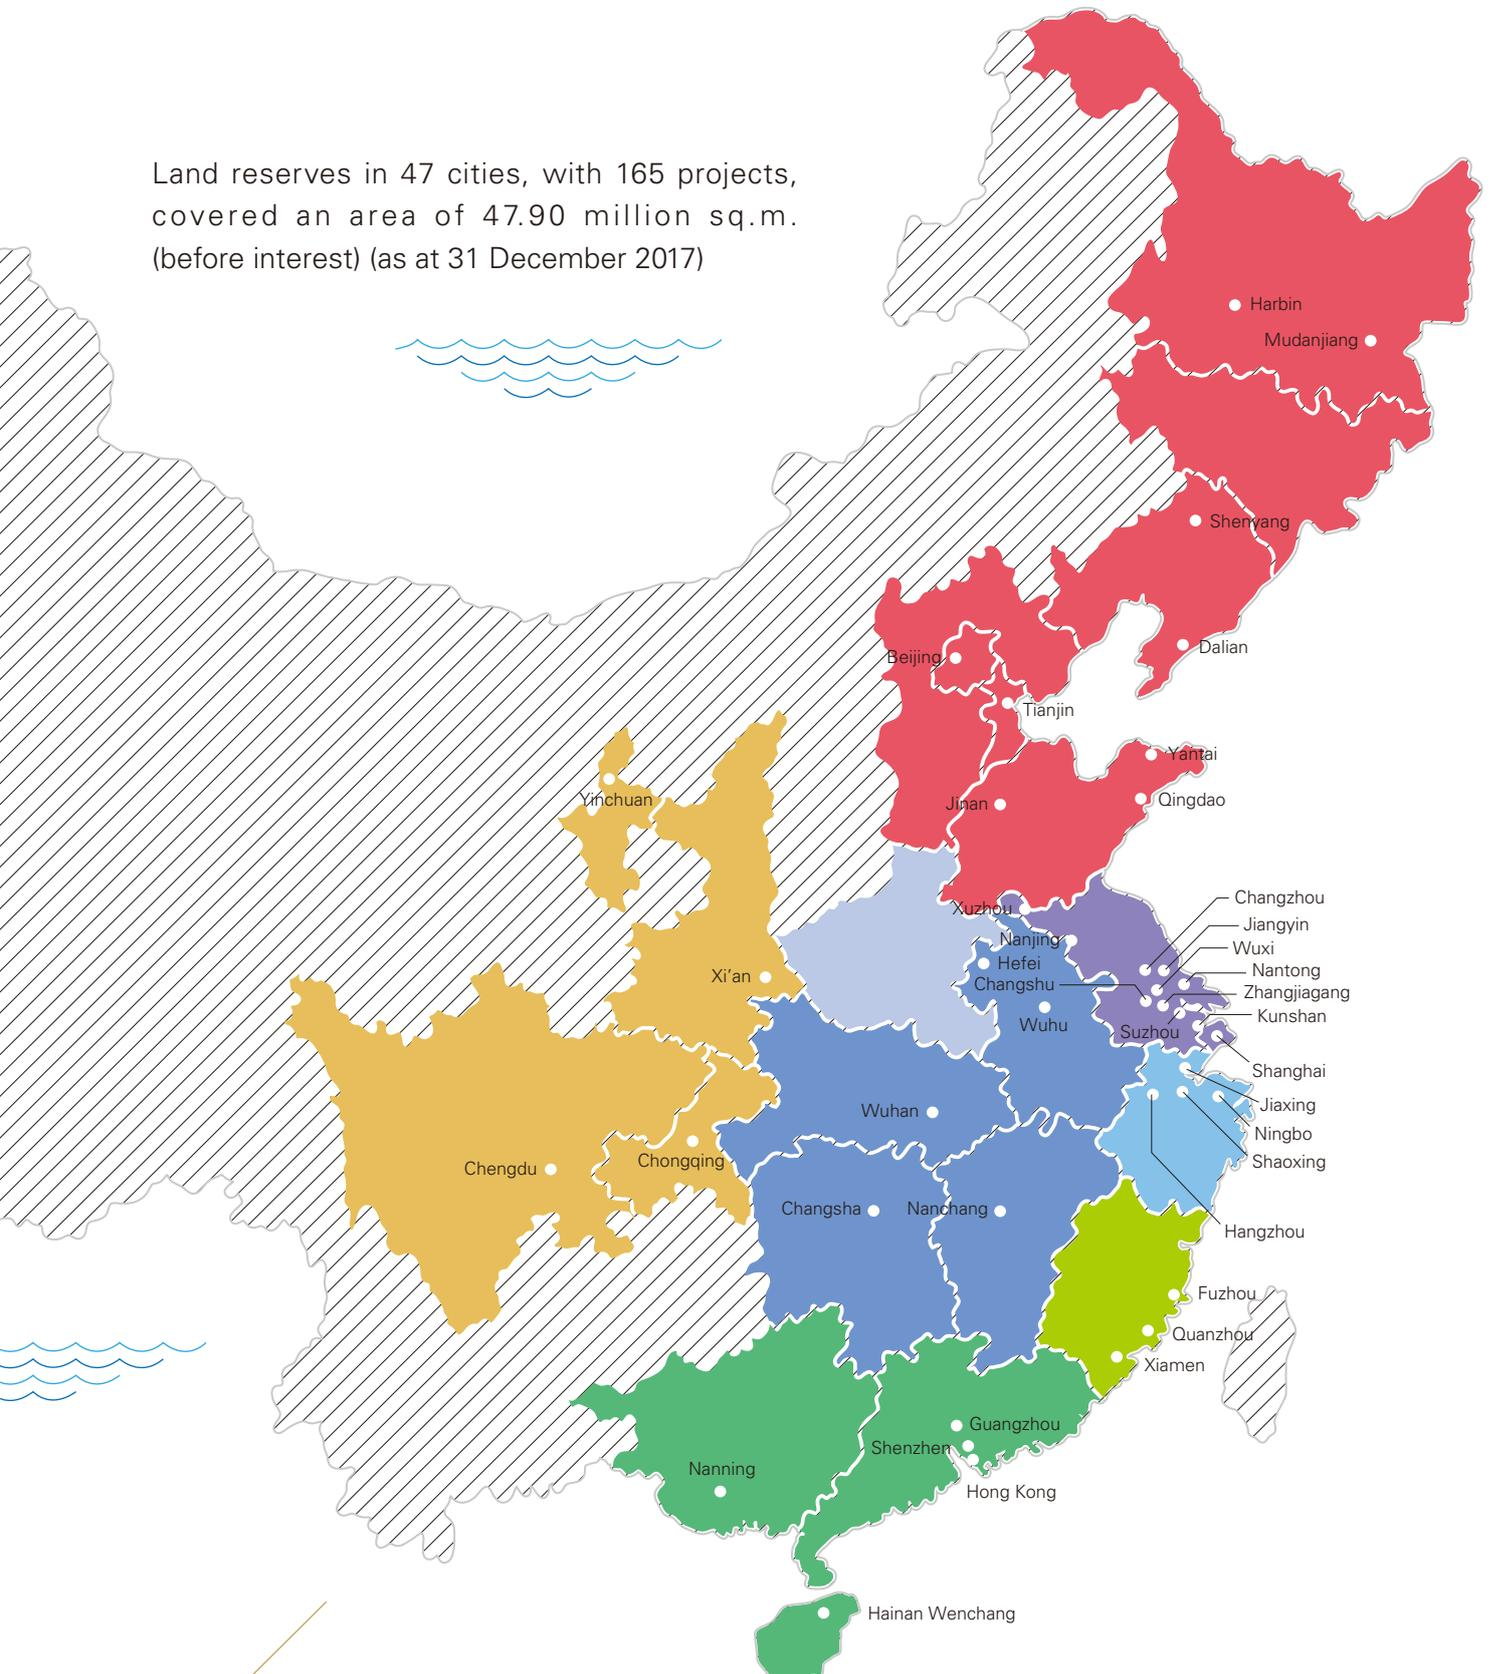 Land reserves in 47 cities, with 165 projects,
covered an area of 47.90 million sq.m.
(before interest) (as at 31 December 2017)
Harbin
Mudanjiang
Shenyang
Dalian
Beijing
Tianjin
Yantai
Jinan
Qingdao
Yinchuan
Changzhou
Xuzhou
Jiangyin
Nanjing
Wuxi
Hefei
Nantong
Xi'an
Changshu
Zhangjiagang
Kunshan
Wuhu
Suzhou
Shanghai
Jiaxing
Wuhan
Ningbo
Chongqing
Shaoxing
Chengdu
Changsha
Nanchang
Hangzhou
Fuzhou
Quanzhou
Xiamen
Guangzhou
Shenzhen
Nanning
Hong Kong
Hainan Wenchang